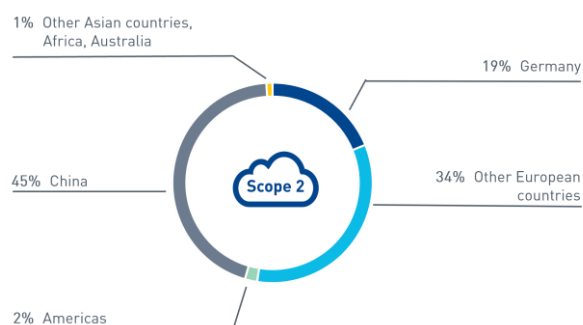 1% Other Asian countries,
Africa, Australia
19% Germany
45% China
Scope 2
34% Other European
countries
2% Americas